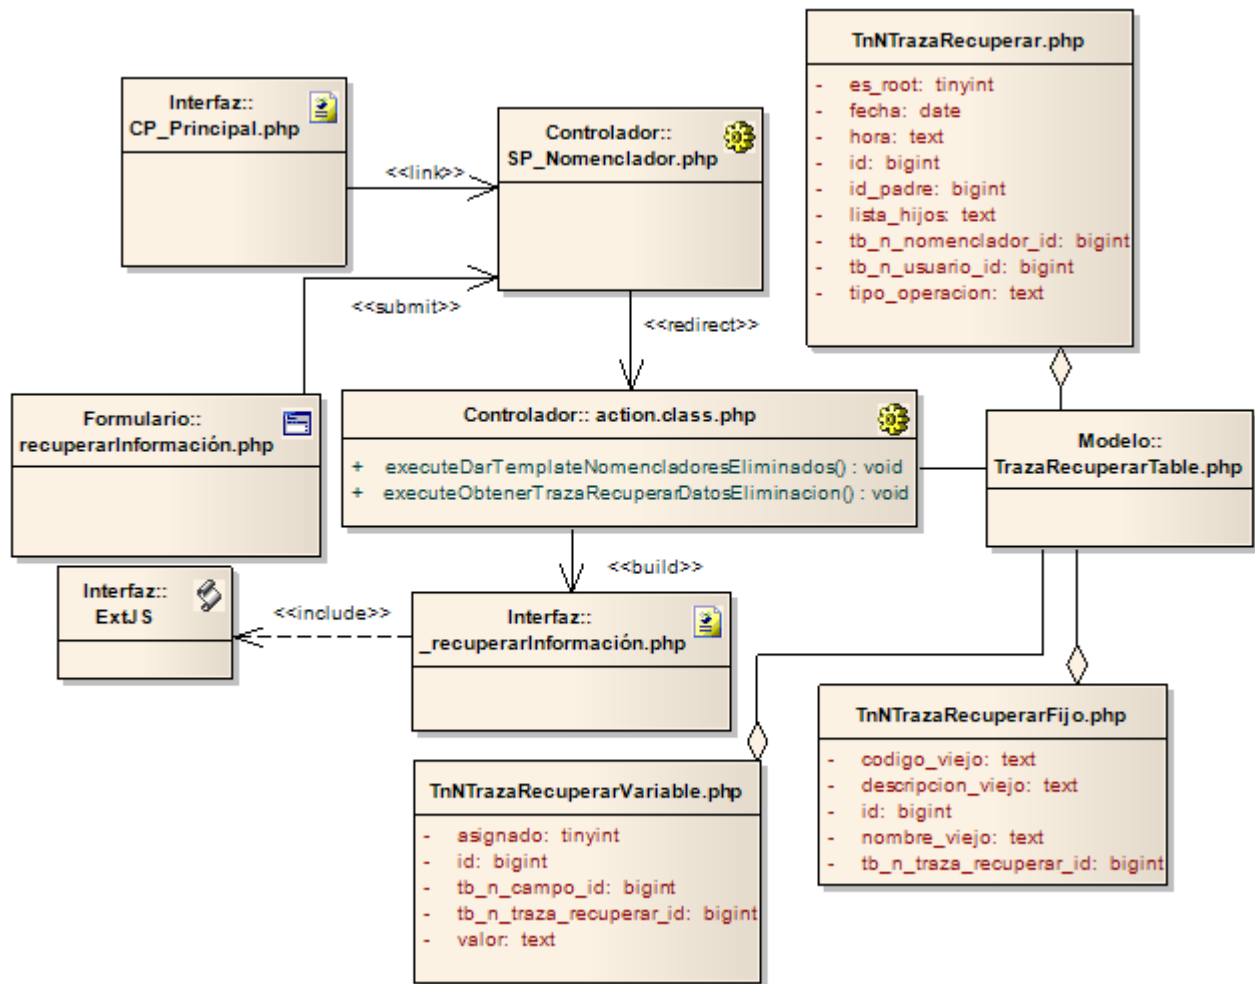 TnNTrazaRecuperar.php
- es_root: tinyint
- fecha: date
- hora: text
- id: bigint
- id_padre: bigint
- lista_hijos: text
- tb_n_nomenclador_id: bigint
- tb_n_usuario_id: bigint
- tipo_operacion: text
Interfaz::
CP_Principal.php
<<link>>
Controlador::
SP_Nomenclador.php
<<submit>>
<<redirect>>
Formulario::
recuperarInformación.php
Controlador:: action.class.php
+ executeDarTemplateNomencladoresEliminados() : void
+ executeObtenerTrazaRecuperarDatosEliminacion() : void
Modelo::
TrazaRecuperarTable.php
<<build>>
Interfaz::
ExtJS
<<include>>
Interfaz::
_recuperarInformación.php
TnNTrazaRecuperarVariable.php
- asignado: tinyint
- id: bigint
- tb_n_campo_id: bigint
- tb_n_traza_recuperar_id: bigint
- valor: text
TnNTrazaRecuperarFijo.php
- codigo_viejo: text
- descripcion_viejo: text
- id: bigint
- nombre_viejo: text
- tb_n_traza_recuperar_id: bigint